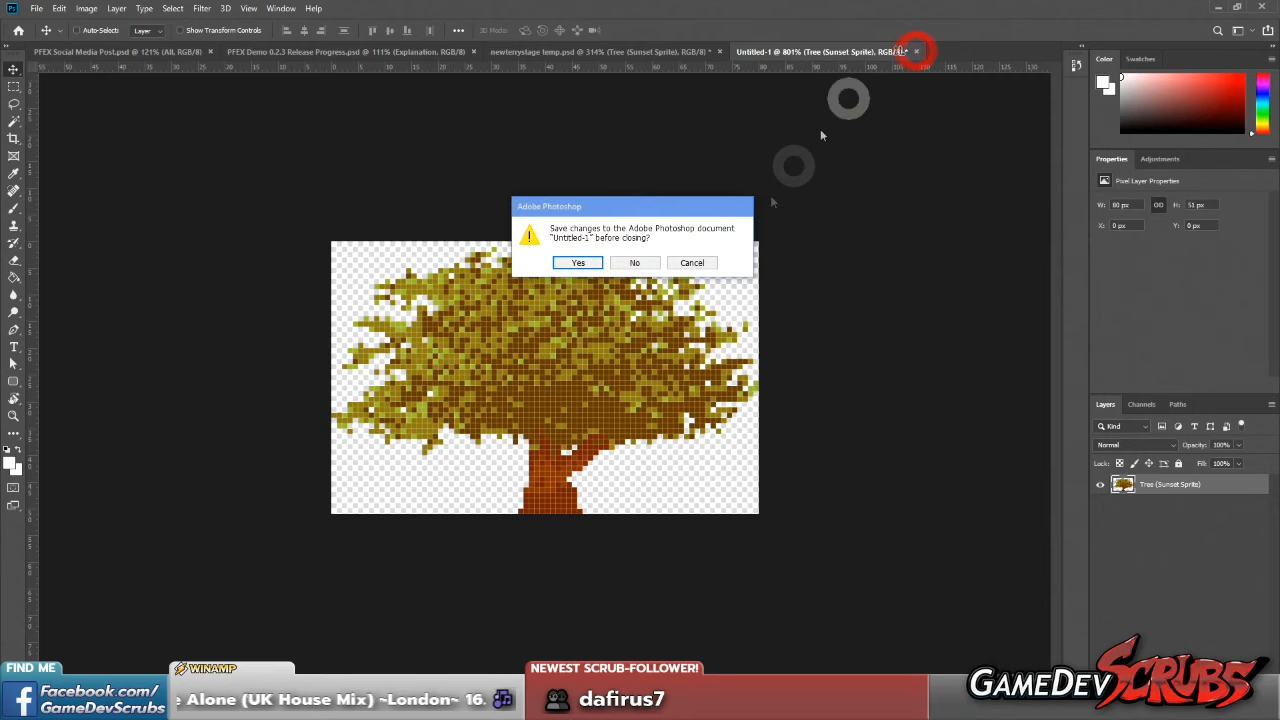 Ps File Edit Image Layer Type Select Filter 3D View Window Help
Auto-Select: Layer Show Transform Controls 3D Mode:
PFEX Social Media Post.psd @ 121% (All, RGB/8) × PFEX Demo 0.2.3 Release Progress.psd @ 111% (Explanation, RGB/8) × newterrystage temp.psd @ 314% (Tree (Sunset Sprite), RGB/8) * × Untitled-1 @ 801% (Tree (Sunset Sprite), RGB/8) * ×
Color Swatches
Properties Adjustments
Pixel Layer Properties
W: 80 px H: 51 px
X: 0 px Y: 0 px
Adobe Photoshop
Save changes to the Adobe Photoshop document
"Untitled-1" before closing?
Yes No Cancel
Layers Channels Paths
Kind
Normal Opacity: 100%
Lock: Fill: 100%
Tree (Sunset Sprite)
FIND ME
Facebook.com/
GameDevScrubs
WINAMP
e Alone (UK House Mix) ~London~ 16.
NEWEST SCRUB-FOLLOWER!
dafirus7
GAMEDEV SCRUBS